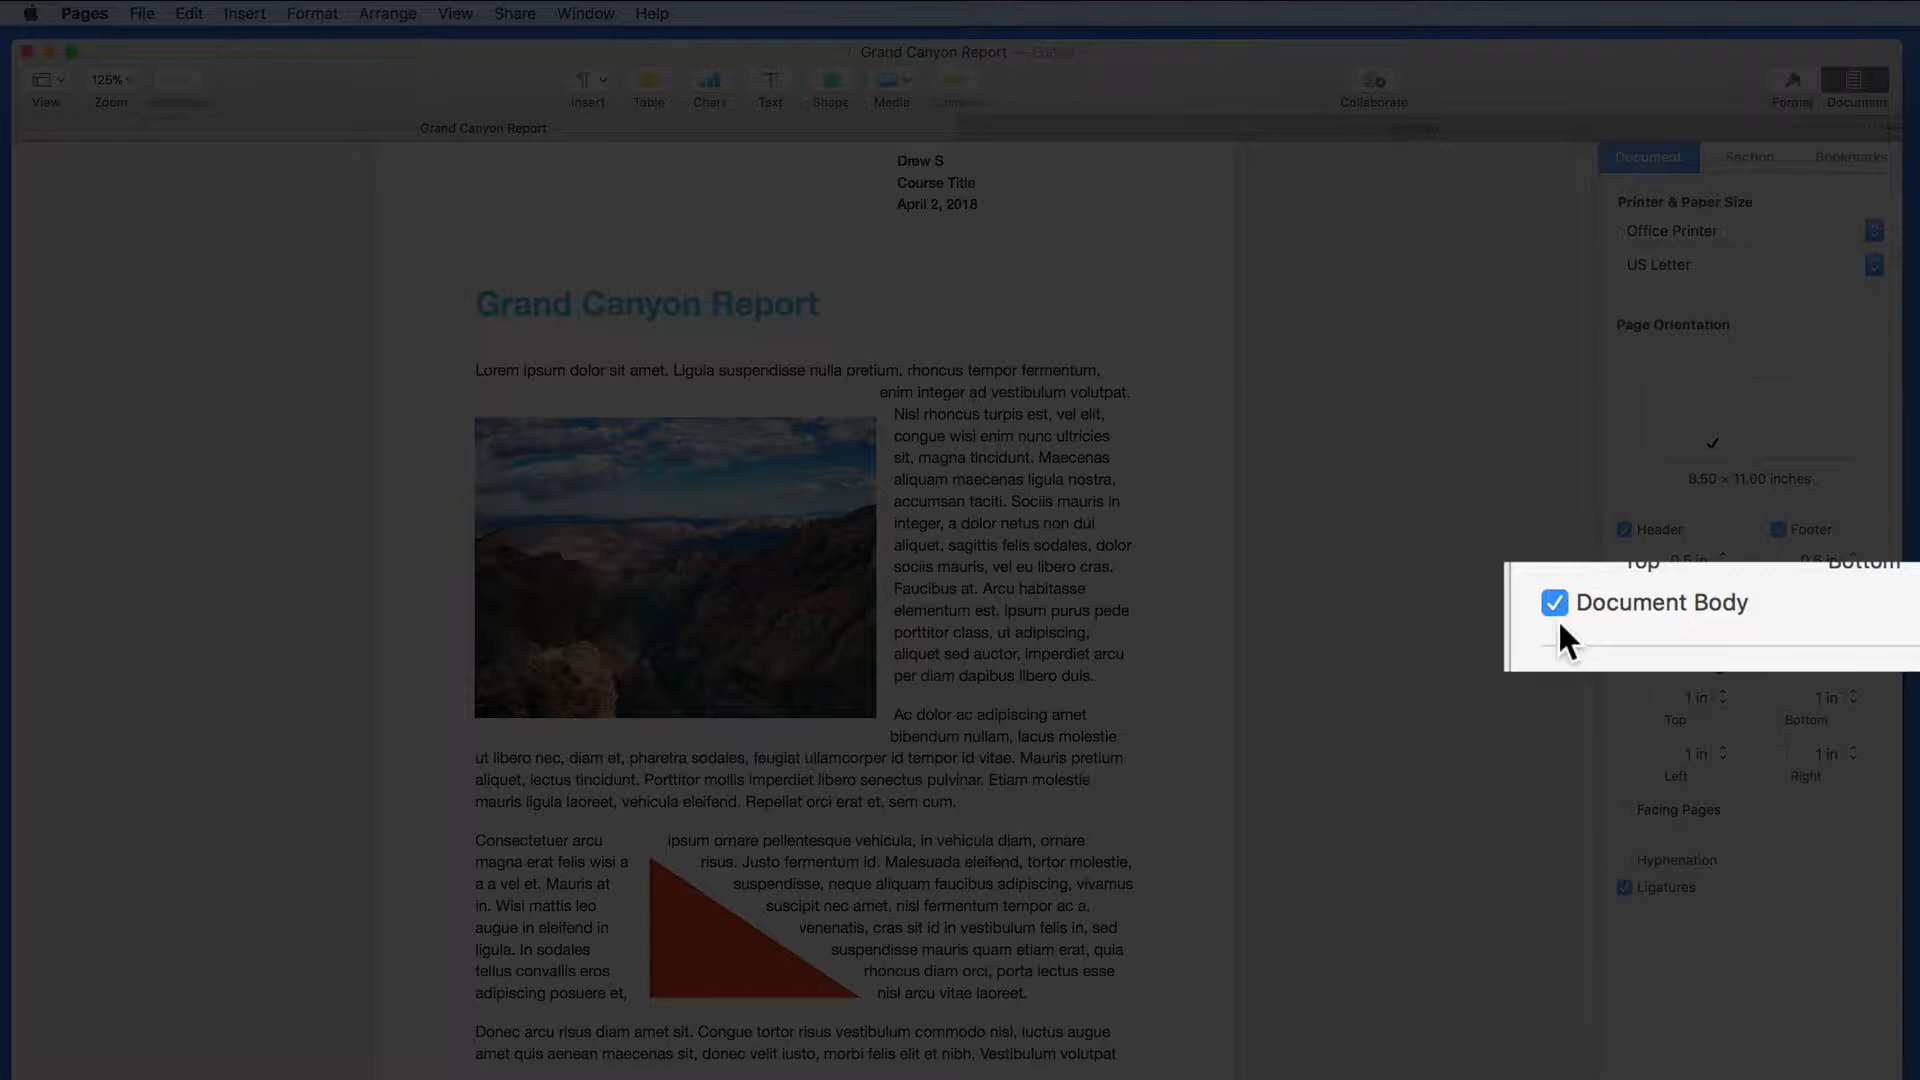 Pages File Edit Insert Format Arrange View Share Window Help
Grand Canyon Report — Edited
125%
View Zoom Insert Table Chart Text Shape Media Collaborate Format Document
Grand Canyon Report
Drew S
Course Title
April 2, 2018
Grand Canyon Report
Lorem ipsum dolor sit amet. Ligula suspendisse nulla pretium, rhoncus tempor fermentum,
enim integer ad vestibulum volutpat.
Nisl rhoncus turpis est, vel elit,
congue wisi enim nunc ultricies
sit, magna tincidunt. Maecenas
aliquam maecenas ligula nostra,
accumsan taciti. Sociis mauris in
integer, a dolor netus non dui
aliquet, sagittis felis sodales, dolor
sociis mauris, vel eu libero cras.
Faucibus at. Arcu habitasse
elementum est. Ipsum purus pede
porttitor class, ut adipiscing,
aliquet sed auctor, imperdiet arcu
per diam dapibus libero duis.
Ac dolor ac adipiscing amet
bibendum nullam, lacus molestie
ut libero nec, diam et, pharetra sodales, feugiat ullamcorper id tempor id vitae. Mauris pretium
aliquet, lectus tincidunt. Porttitor mollis imperdiet libero senectus pulvinar. Etiam molestie
mauris ligula laoreet, vehicula eleifend. Repellat orci erat et, sem cum.
Consectetuer arcu ipsum ornare pellentesque vehicula, in vehicula diam, ornare
magna erat felis wisi a risus. Justo fermentum id. Malesuada eleifend, tortor molestie,
a a vel et. Mauris at suspendisse, neque aliquam faucibus adipiscing, vivamus
in. Wisi mattis leo suscipit nec amet, nisl fermentum tempor ac a,
augue in eleifend in venenatis, cras sit id in vestibulum felis in, sed
ligula. In sodales suspendisse mauris quam etiam erat, quia
tellus convallis eros rhoncus diam orci, porta lectus esse
adipiscing posuere et, nisl arcu vitae laoreet.
Donec arcu risus diam amet sit. Congue tortor risus vestibulum commodo nisl, luctus augue
amet quis aenean maecenas sit, donec velit iusto, morbi felis elit et nibh. Vestibulum volutpat
Document Section Bookmarks
Printer & Paper Size
Office Printer
US Letter
Page Orientation
8.50 × 11.00 inches
Header Footer
0.5 in 0.6 in
Top Bottom
Document Body
1 in 1 in
Top Bottom
1 in 1 in
Left Right
Facing Pages
Hyphenation
Ligatures